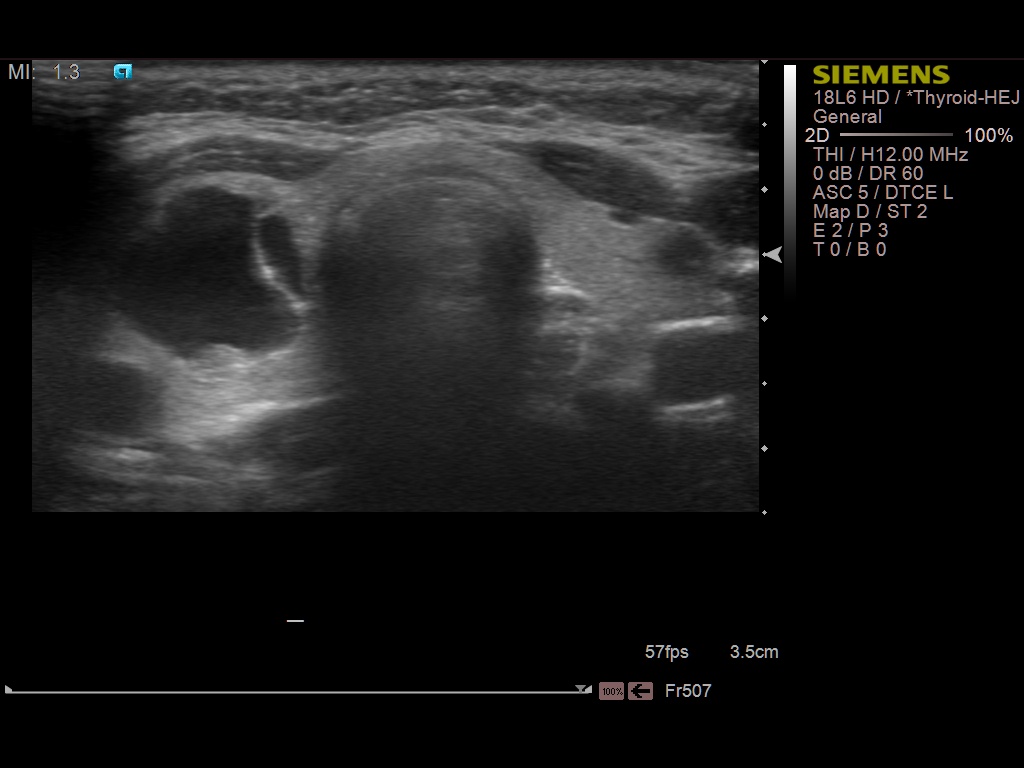 MI: 1.3
SIEMENS
18L6 HD / *Thyroid-HEJ
General
2D 100%
THI / H12.00 MHz
0 dB / DR 60
ASC 5 / DTCE L
Map D / ST 2
E 2 / P 3
T 0 / B 0
57fps 3.5cm
100% Fr507